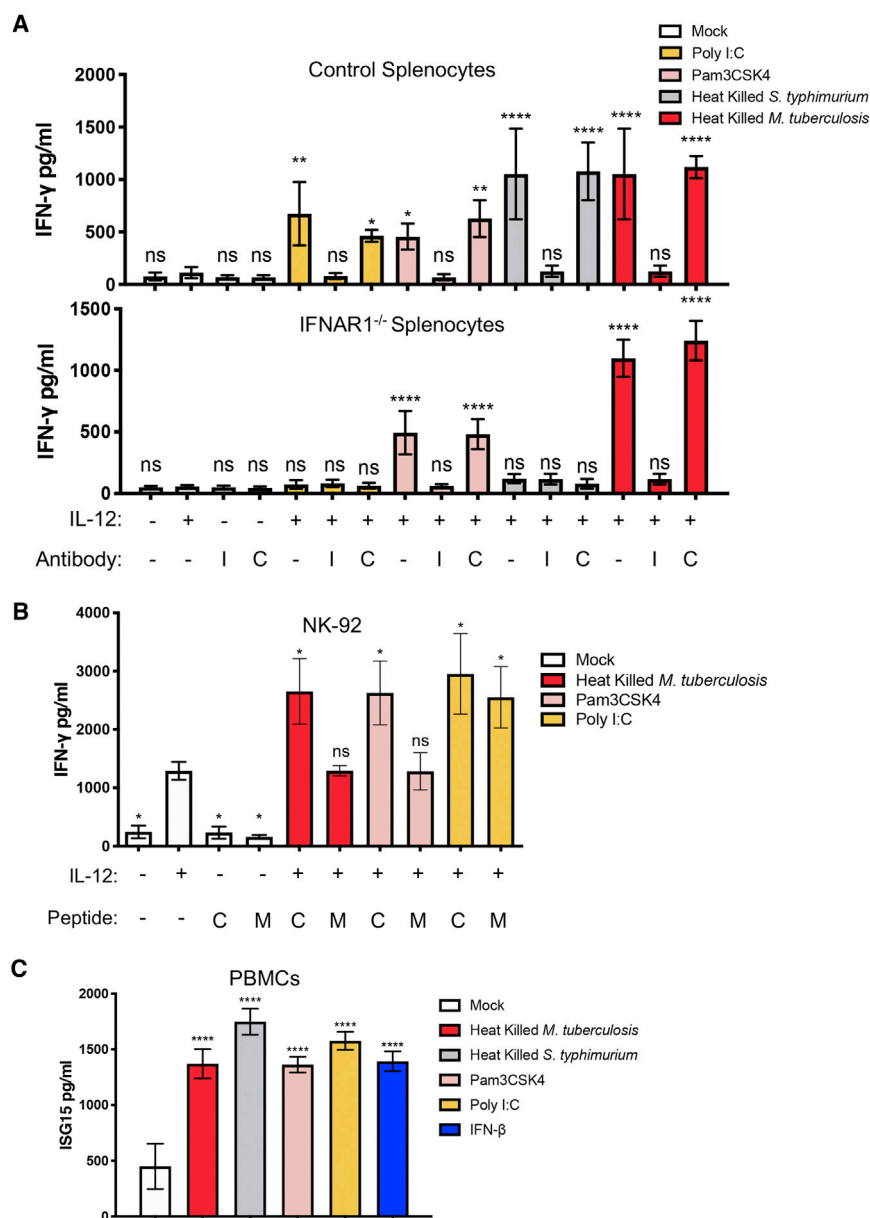 A
Mock
Poly I:C
Pam3CSK4
Heat Killed S. typhimurium
Heat Killed M. tuberculosis
Control Splenocytes
IFN-γ pg/ml
2000
1500
1000
500
0
ns ns ns ns ** ns * * ns ** **** ns **** **** ns ****
IFNAR1-/- Splenocytes
IFN-γ pg/ml
1500
1000
500
0
ns ns ns ns ns ns ns **** ns **** ns ns ns **** ns ****
IL-12: - + - - + + + + + + + + + + + +
Antibody: - - I C - I C - I C - I C - I C
B
NK-92
IFN-γ pg/ml
4000
3000
2000
1000
0
* * * * ns * ns * *
Mock
Heat Killed M. tuberculosis
Pam3CSK4
Poly I:C
IL-12: - + - - + + + + + +
Peptide: - - C M C M C M C M
C
PBMCs
ISG15 pg/ml
2000
1500
1000
500
0
**** **** **** **** ****
Mock
Heat Killed M. tuberculosis
Heat Killed S. typhimurium
Pam3CSK4
Poly I:C
IFN-β